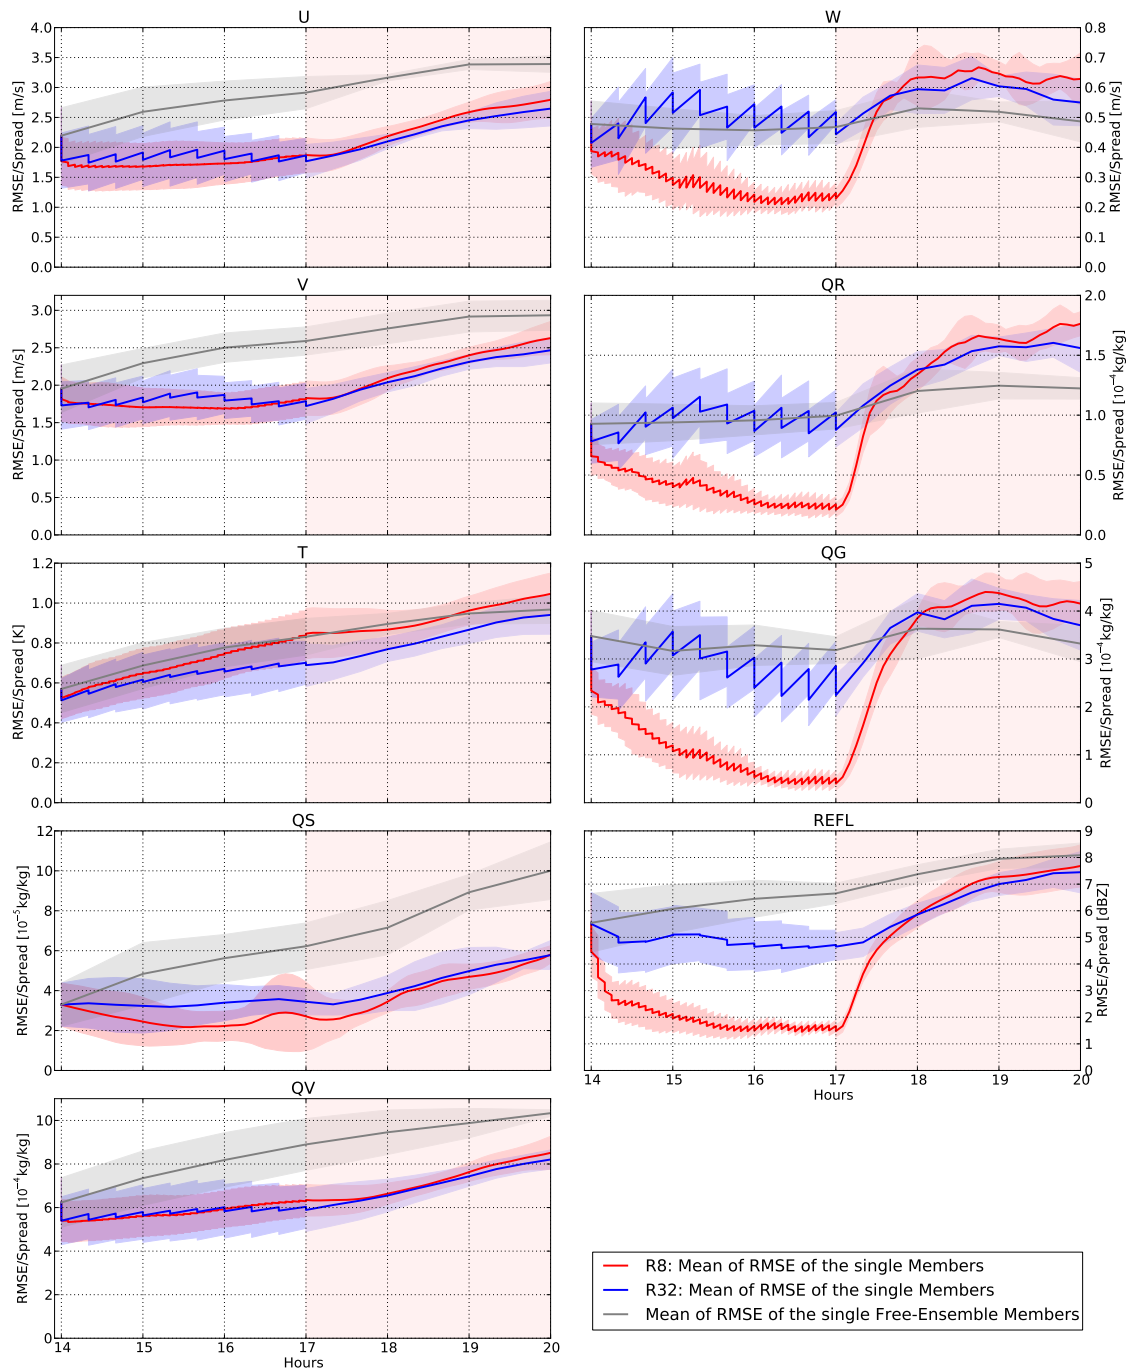 U
RMSE/Spread [m/s]
4.0
3.5
3.0
2.5
2.0
1.5
1.0
0.5
0.0
W
0.8
0.7
0.6
0.5
0.4
0.3
0.2
0.1
0.0
RMSE/Spread [m/s]
V
RMSE/Spread [m/s]
3.0
2.5
2.0
1.5
1.0
0.5
0.0
QR
2.0
1.5
1.0
0.5
0.0
RMSE/Spread [10⁻⁴kg/kg]
T
RMSE/Spread [K]
1.2
1.0
0.8
0.6
0.4
0.2
0.0
QG
5
4
3
2
1
0
RMSE/Spread [10⁻⁴kg/kg]
QS
RMSE/Spread [10⁻⁵kg/kg]
12
10
8
6
4
2
0
REFL
9
8
7
6
5
4
3
2
1
0
RMSE/Spread [dBZ]
14 15 16 17 18 19 20
Hours
QV
RMSE/Spread [10⁻⁴kg/kg]
10
8
6
4
2
0
14 15 16 17 18 19 20
Hours
R8: Mean of RMSE of the single Members
R32: Mean of RMSE of the single Members
Mean of RMSE of the single Free-Ensemble Members